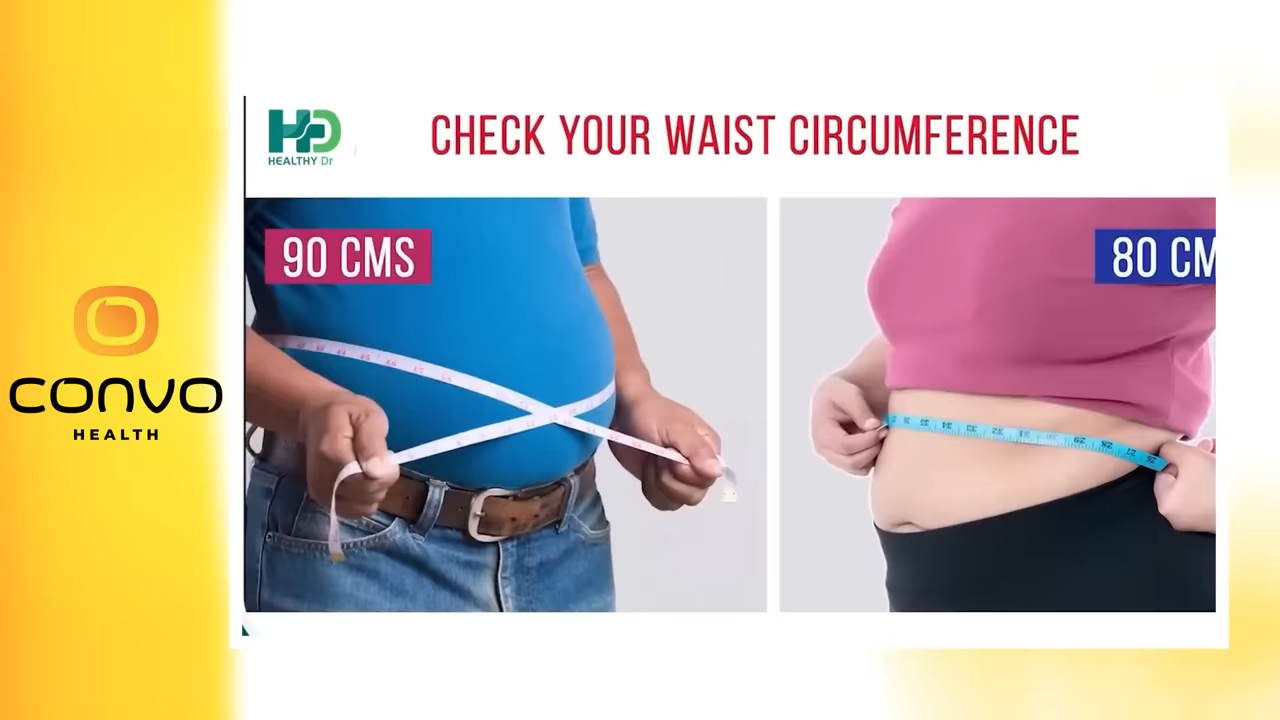 HEALTHY Dr
CHECK YOUR WAIST CIRCUMFERENCE
90 CMS
80 CM
CONVO
HEALTH